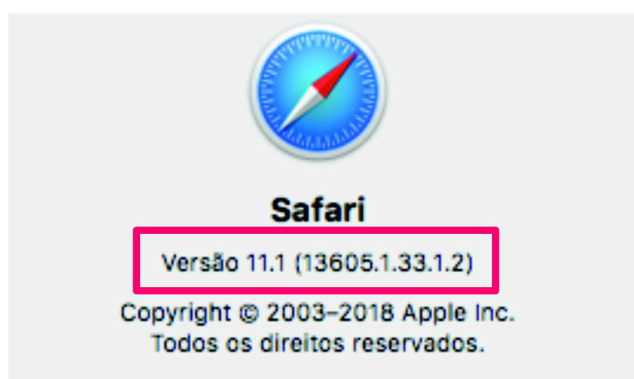 Safari
Versão 11.1 (13605.1.33.1.2)
Copyright © 2003–2018 Apple Inc.
Todos os direitos reservados.